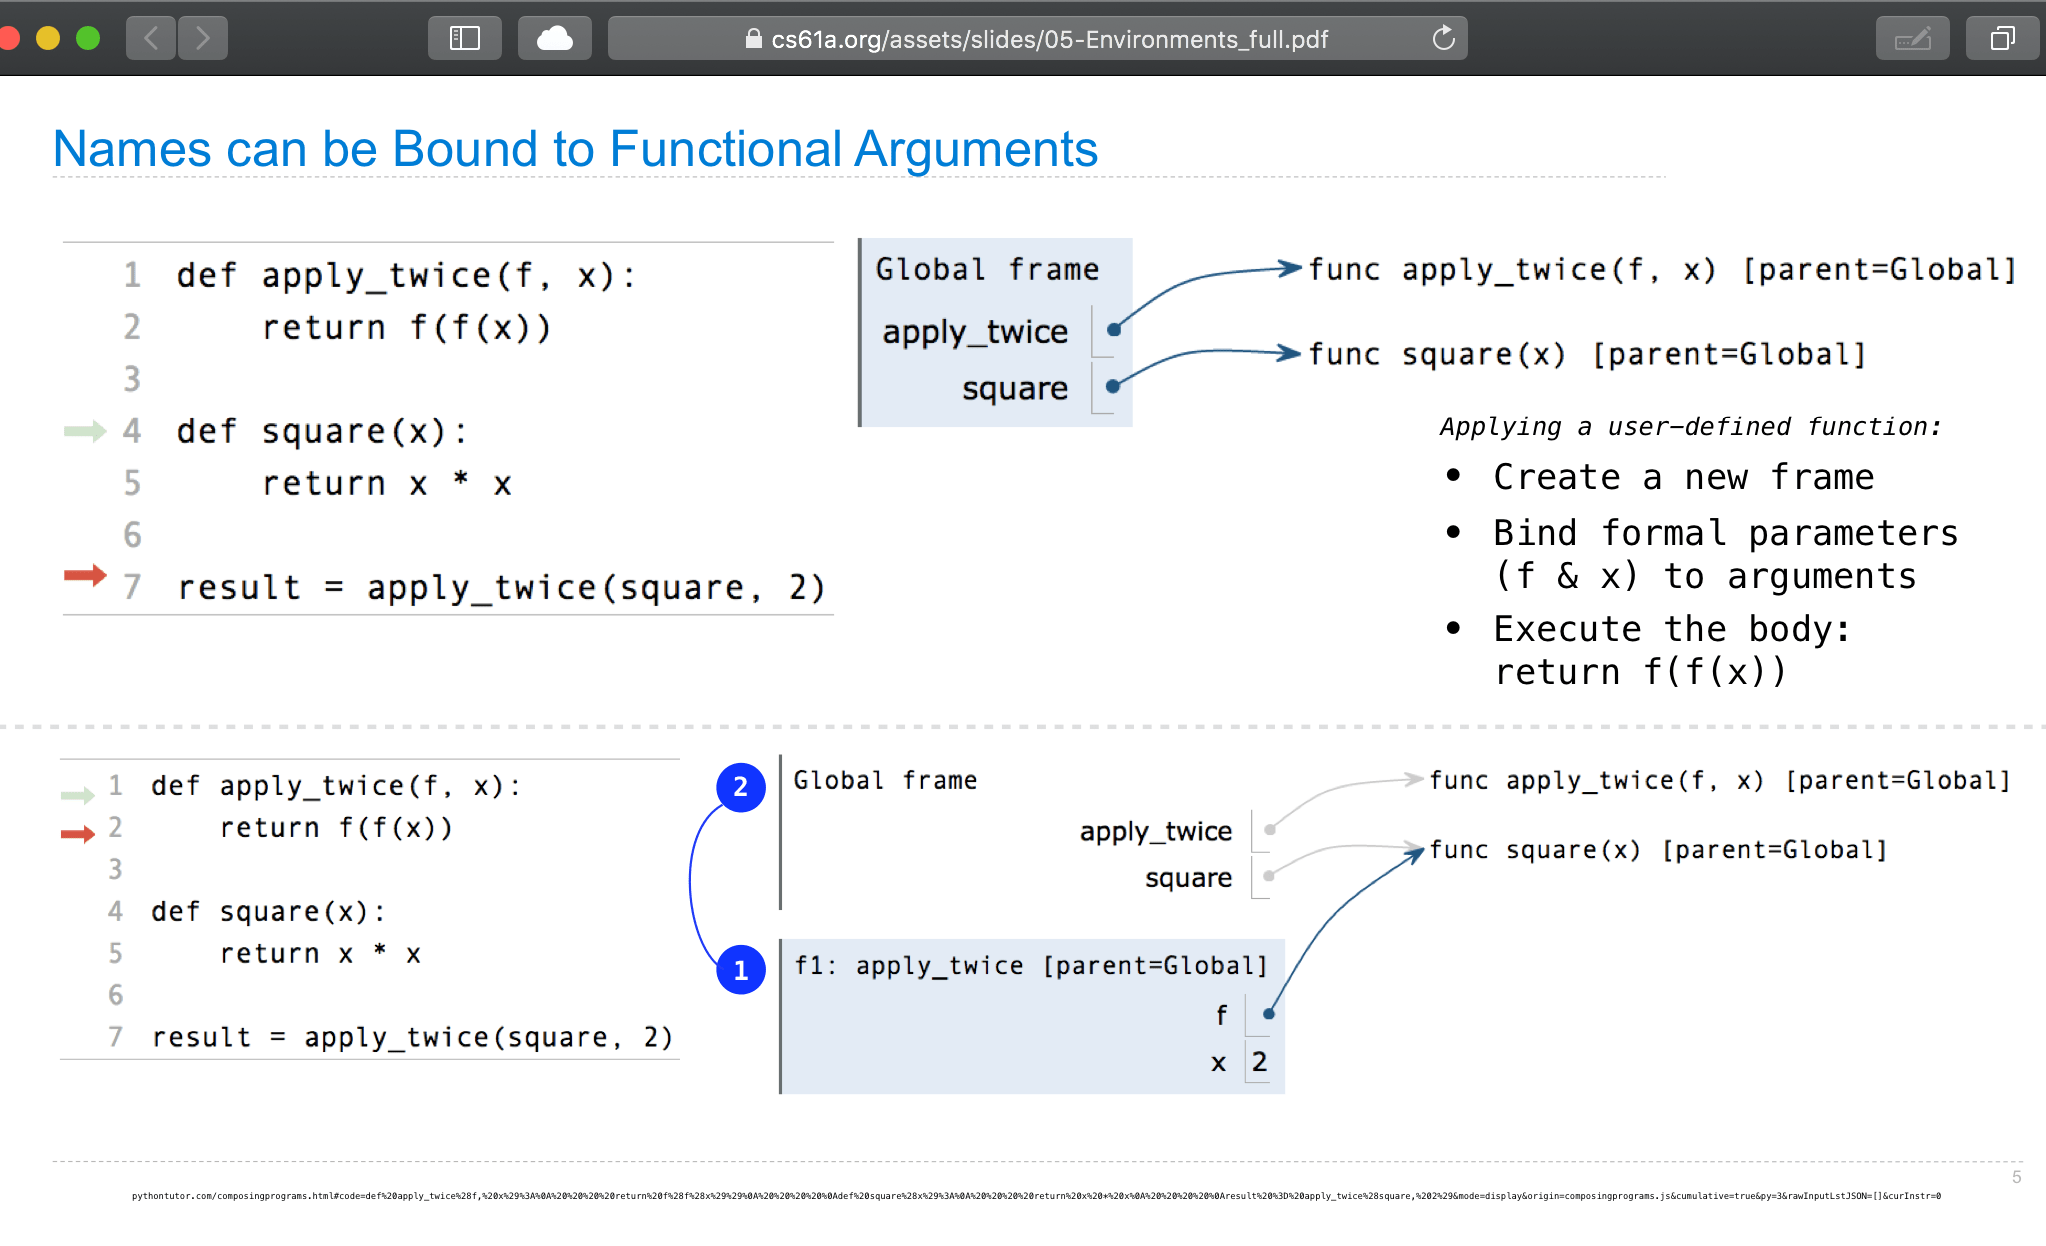 cs61a.org/assets/slides/05-Environments_full.pdf
Names can be Bound to Functional Arguments
1 def apply_twice(f, x):
2 return f(f(x))
3
4 def square(x):
5 return x * x
6
7 result = apply_twice(square, 2)
Global frame
apply_twice
square
func apply_twice(f, x) [parent=Global]
func square(x) [parent=Global]
Applying a user-defined function:
• Create a new frame
• Bind formal parameters
(f & x) to arguments
• Execute the body:
return f(f(x))
1 def apply_twice(f, x):
2 return f(f(x))
3
4 def square(x):
5 return x * x
6
7 result = apply_twice(square, 2)
2
Global frame
apply_twice
square
1
f1: apply_twice [parent=Global]
f
x 2
func apply_twice(f, x) [parent=Global]
func square(x) [parent=Global]
5
pythontutor.com/composingprograms.html#code=def%20apply_twice%28f,%20x%29%3A%0A%20%20%20%20return%20f%28f%28x%29%29%0A%20%20%20%20%0Adef%20square%28x%29%3A%0A%20%20%20%20return%20x%20*%20x%0A%20%20%20%20%0Aresult%20%3D%20apply_twice%28square,%202%29&mode=display&origin=composingprograms.js&cumulative=true&py=3&rawInputLstJSON=[]&curInstr=0